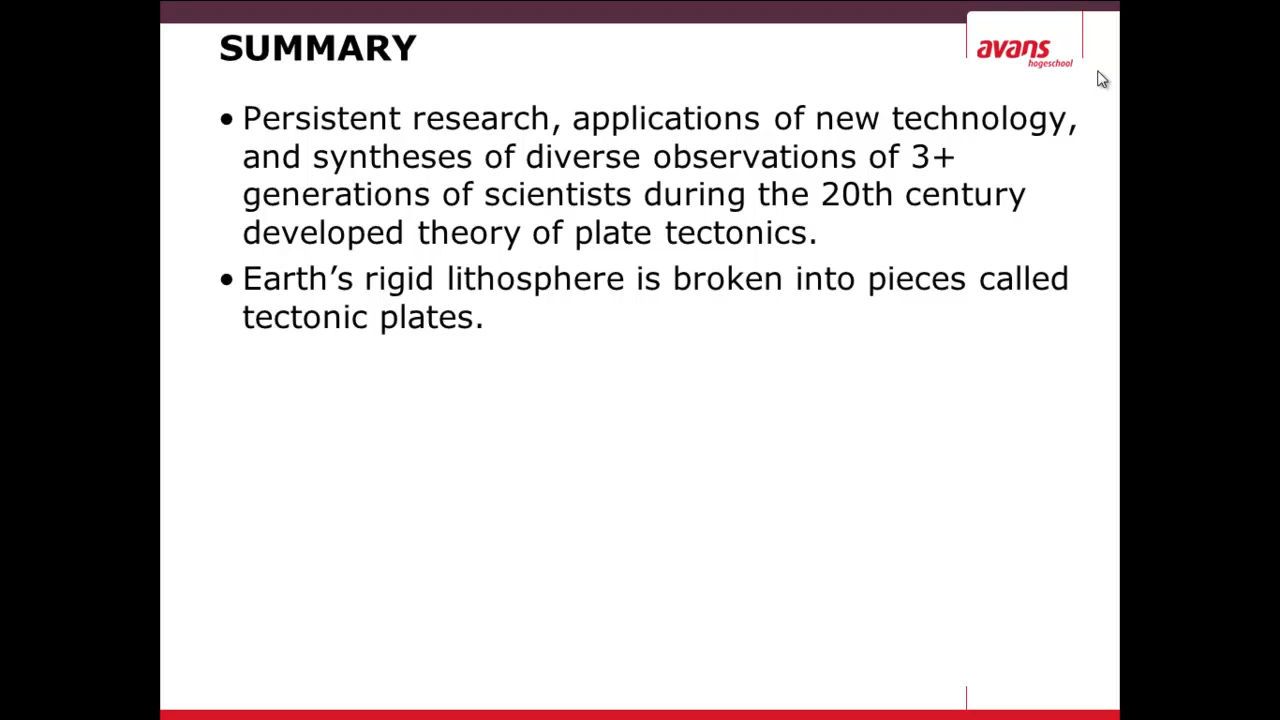 SUMMARY
avans
hogeschool
• Persistent research, applications of new technology,
and syntheses of diverse observations of 3+
generations of scientists during the 20th century
developed theory of plate tectonics.
• Earth’s rigid lithosphere is broken into pieces called
tectonic plates.